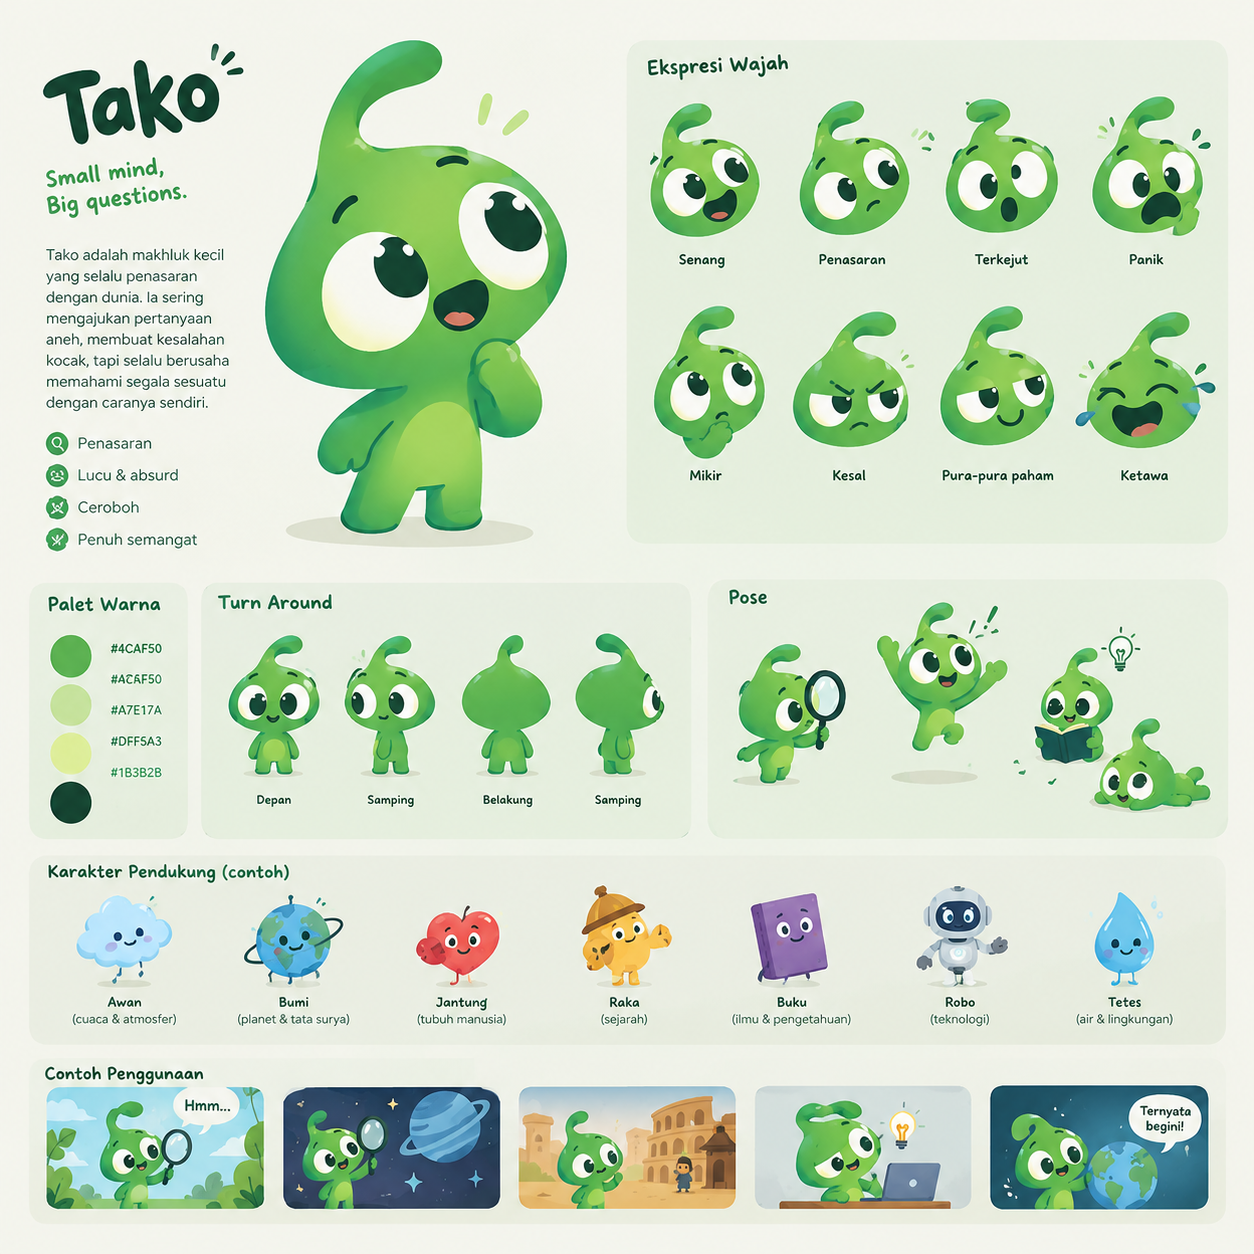 Tako
Small mind,
Big questions.
Tako adalah makhluk kecil
yang selalu penasaran
dengan dunia. Ia sering
mengajukan pertanyaan
aneh, membuat kesalahan
kocak, tapi selalu berusaha
memahami segala sesuatu
dengan caranya sendiri.
Penasaran
Lucu & absurd
Ceroboh
Penuh semangat
Ekspresi Wajah
Senang
Penasaran
Terkejut
Panik
Mikir
Kesal
Pura-pura paham
Ketawa
Palet Warna
#4CAF50
#ACAF50
#A7E17A
#DFF5A3
#1B3B2B
Turn Around
Depan
Samping
Belakung
Samping
Pose
Karakter Pendukung (contoh)
Awan
(cuaca & atmosfer)
Bumi
(planet & tata surya)
Jantung
(tubuh manusia)
Raka
(sejarah)
Buku
(ilmu & pengetahuan)
Robo
(teknologi)
Tetes
(air & lingkungan)
Contoh Penggunaan
Hmm...
Ternyata
begini!